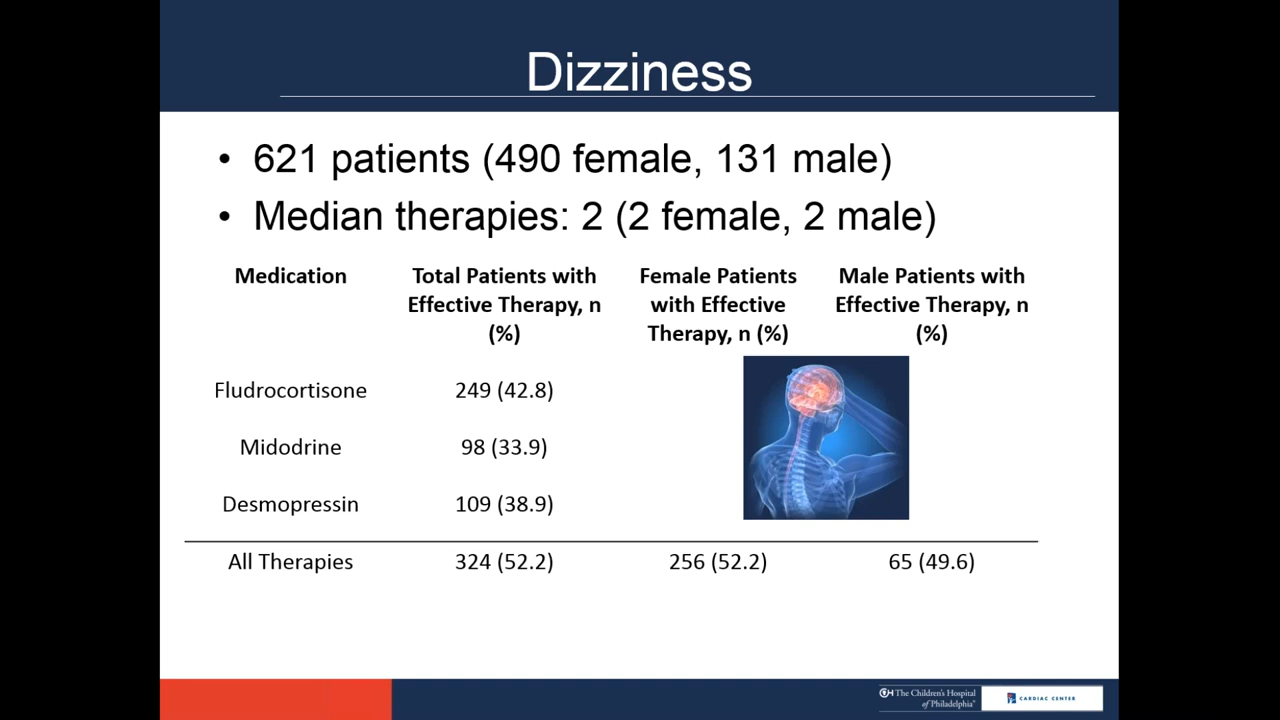 Dizziness
• 621 patients (490 female, 131 male)
• Median therapies: 2 (2 female, 2 male)
Medication Total Patients with Female Patients Male Patients with
Effective Therapy, n with Effective Effective Therapy, n
(%) Therapy, n (%) (%)
Fludrocortisone 249 (42.8)
Midodrine 98 (33.9)
Desmopressin 109 (38.9)
All Therapies 324 (52.2) 256 (52.2) 65 (49.6)
CH The Children's Hospital
of Philadelphia®
CARDIAC CENTER